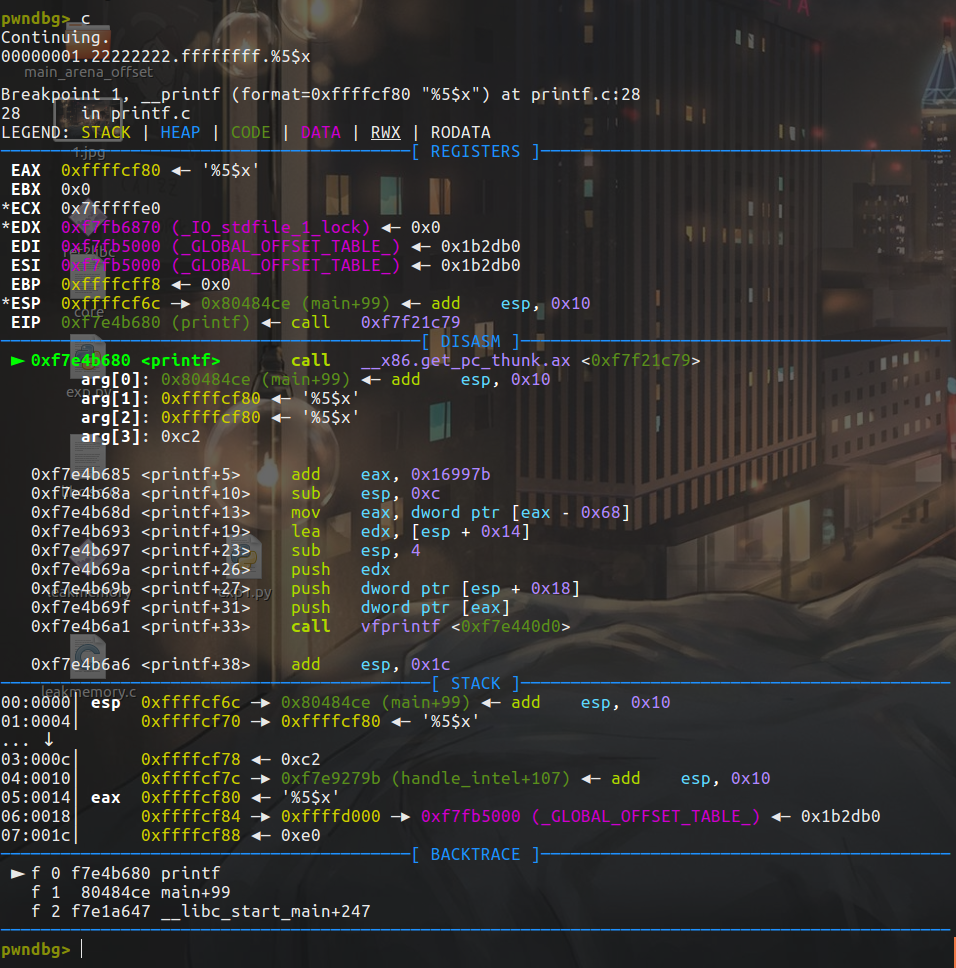 pwndbg> c
Continuing.
00000001.22222222.ffffffff.%5$x
main_arena_offset
Breakpoint 1, __printf (format=0xffffcf80 "%5$x") at printf.c:28
28      in printf.c
LEGEND: STACK | HEAP | CODE | DATA | RWX | RODATA
1.jpg
[ REGISTERS ]
EAX  0xffffcf80 ◂— '%5$x'
EBX  0x0
*ECX  0x7fffffe0
*EDX  0xf7fb6870 (_IO_stdfile_1_lock) ◂— 0x0
EDI  0xf7fb5000 (_GLOBAL_OFFSET_TABLE_) ◂— 0x1b2db0
ret2libc
ESI  0xf7fb5000 (_GLOBAL_OFFSET_TABLE_) ◂— 0x1b2db0
EBP  0xffffcff8 ◂— 0x0
*ESP  0xffffcf6c —▸ 0x80484ce (main+99) ◂— add    esp, 0x10
core
EIP  0xf7e4b680 (printf) ◂— call   0xf7f21c79
[ DISASM ]
► 0xf7e4b680 <printf>       call   __x86.get_pc_thunk.ax <0xf7f21c79>
arg[0]: 0x80484ce (main+99) ◂— add    esp, 0x10
exp.py
arg[1]: 0xffffcf80 ◂— '%5$x'
arg[2]: 0xffffcf80 ◂— '%5$x'
arg[3]: 0xc2
0xf7e4b685 <printf+5>     add    eax, 0x16997b
0xf7e4b68a <printf+10>    sub    esp, 0xc
0xf7e4b68d <printf+13>    mov    eax, dword ptr [eax - 0x68]
0xf7e4b693 <printf+19>    lea    edx, [esp + 0x14]
0xf7e4b697 <printf+23>    sub    esp, 4
0xf7e4b69a <printf+26>    push   edx
0xf7e4b69b <printf+27>    push   dword ptr [esp + 0x18]
leakmemory
exp1.py
0xf7e4b69f <printf+31>    push   dword ptr [eax]
0xf7e4b6a1 <printf+33>    call   vfprintf <0xf7e440d0>
0xf7e4b6a6 <printf+38>    add    esp, 0x1c
[ STACK ]
leakmemory.c
00:0000│ esp  0xffffcf6c —▸ 0x80484ce (main+99) ◂— add    esp, 0x10
01:0004│      0xffffcf70 —▸ 0xffffcf80 ◂— '%5$x'
... ↓
03:000c│      0xffffcf78 ◂— 0xc2
04:0010│      0xffffcf7c —▸ 0xf7e9279b (handle_intel+107) ◂— add    esp, 0x10
05:0014│ eax  0xffffcf80 ◂— '%5$x'
06:0018│      0xffffcf84 —▸ 0xffffd000 —▸ 0xf7fb5000 (_GLOBAL_OFFSET_TABLE_) ◂— 0x1b2db0
07:001c│      0xffffcf88 ◂— 0xe0
[ BACKTRACE ]
► f 0 f7e4b680 printf
f 1  80484ce main+99
f 2 f7e1a647 __libc_start_main+247
pwndbg>